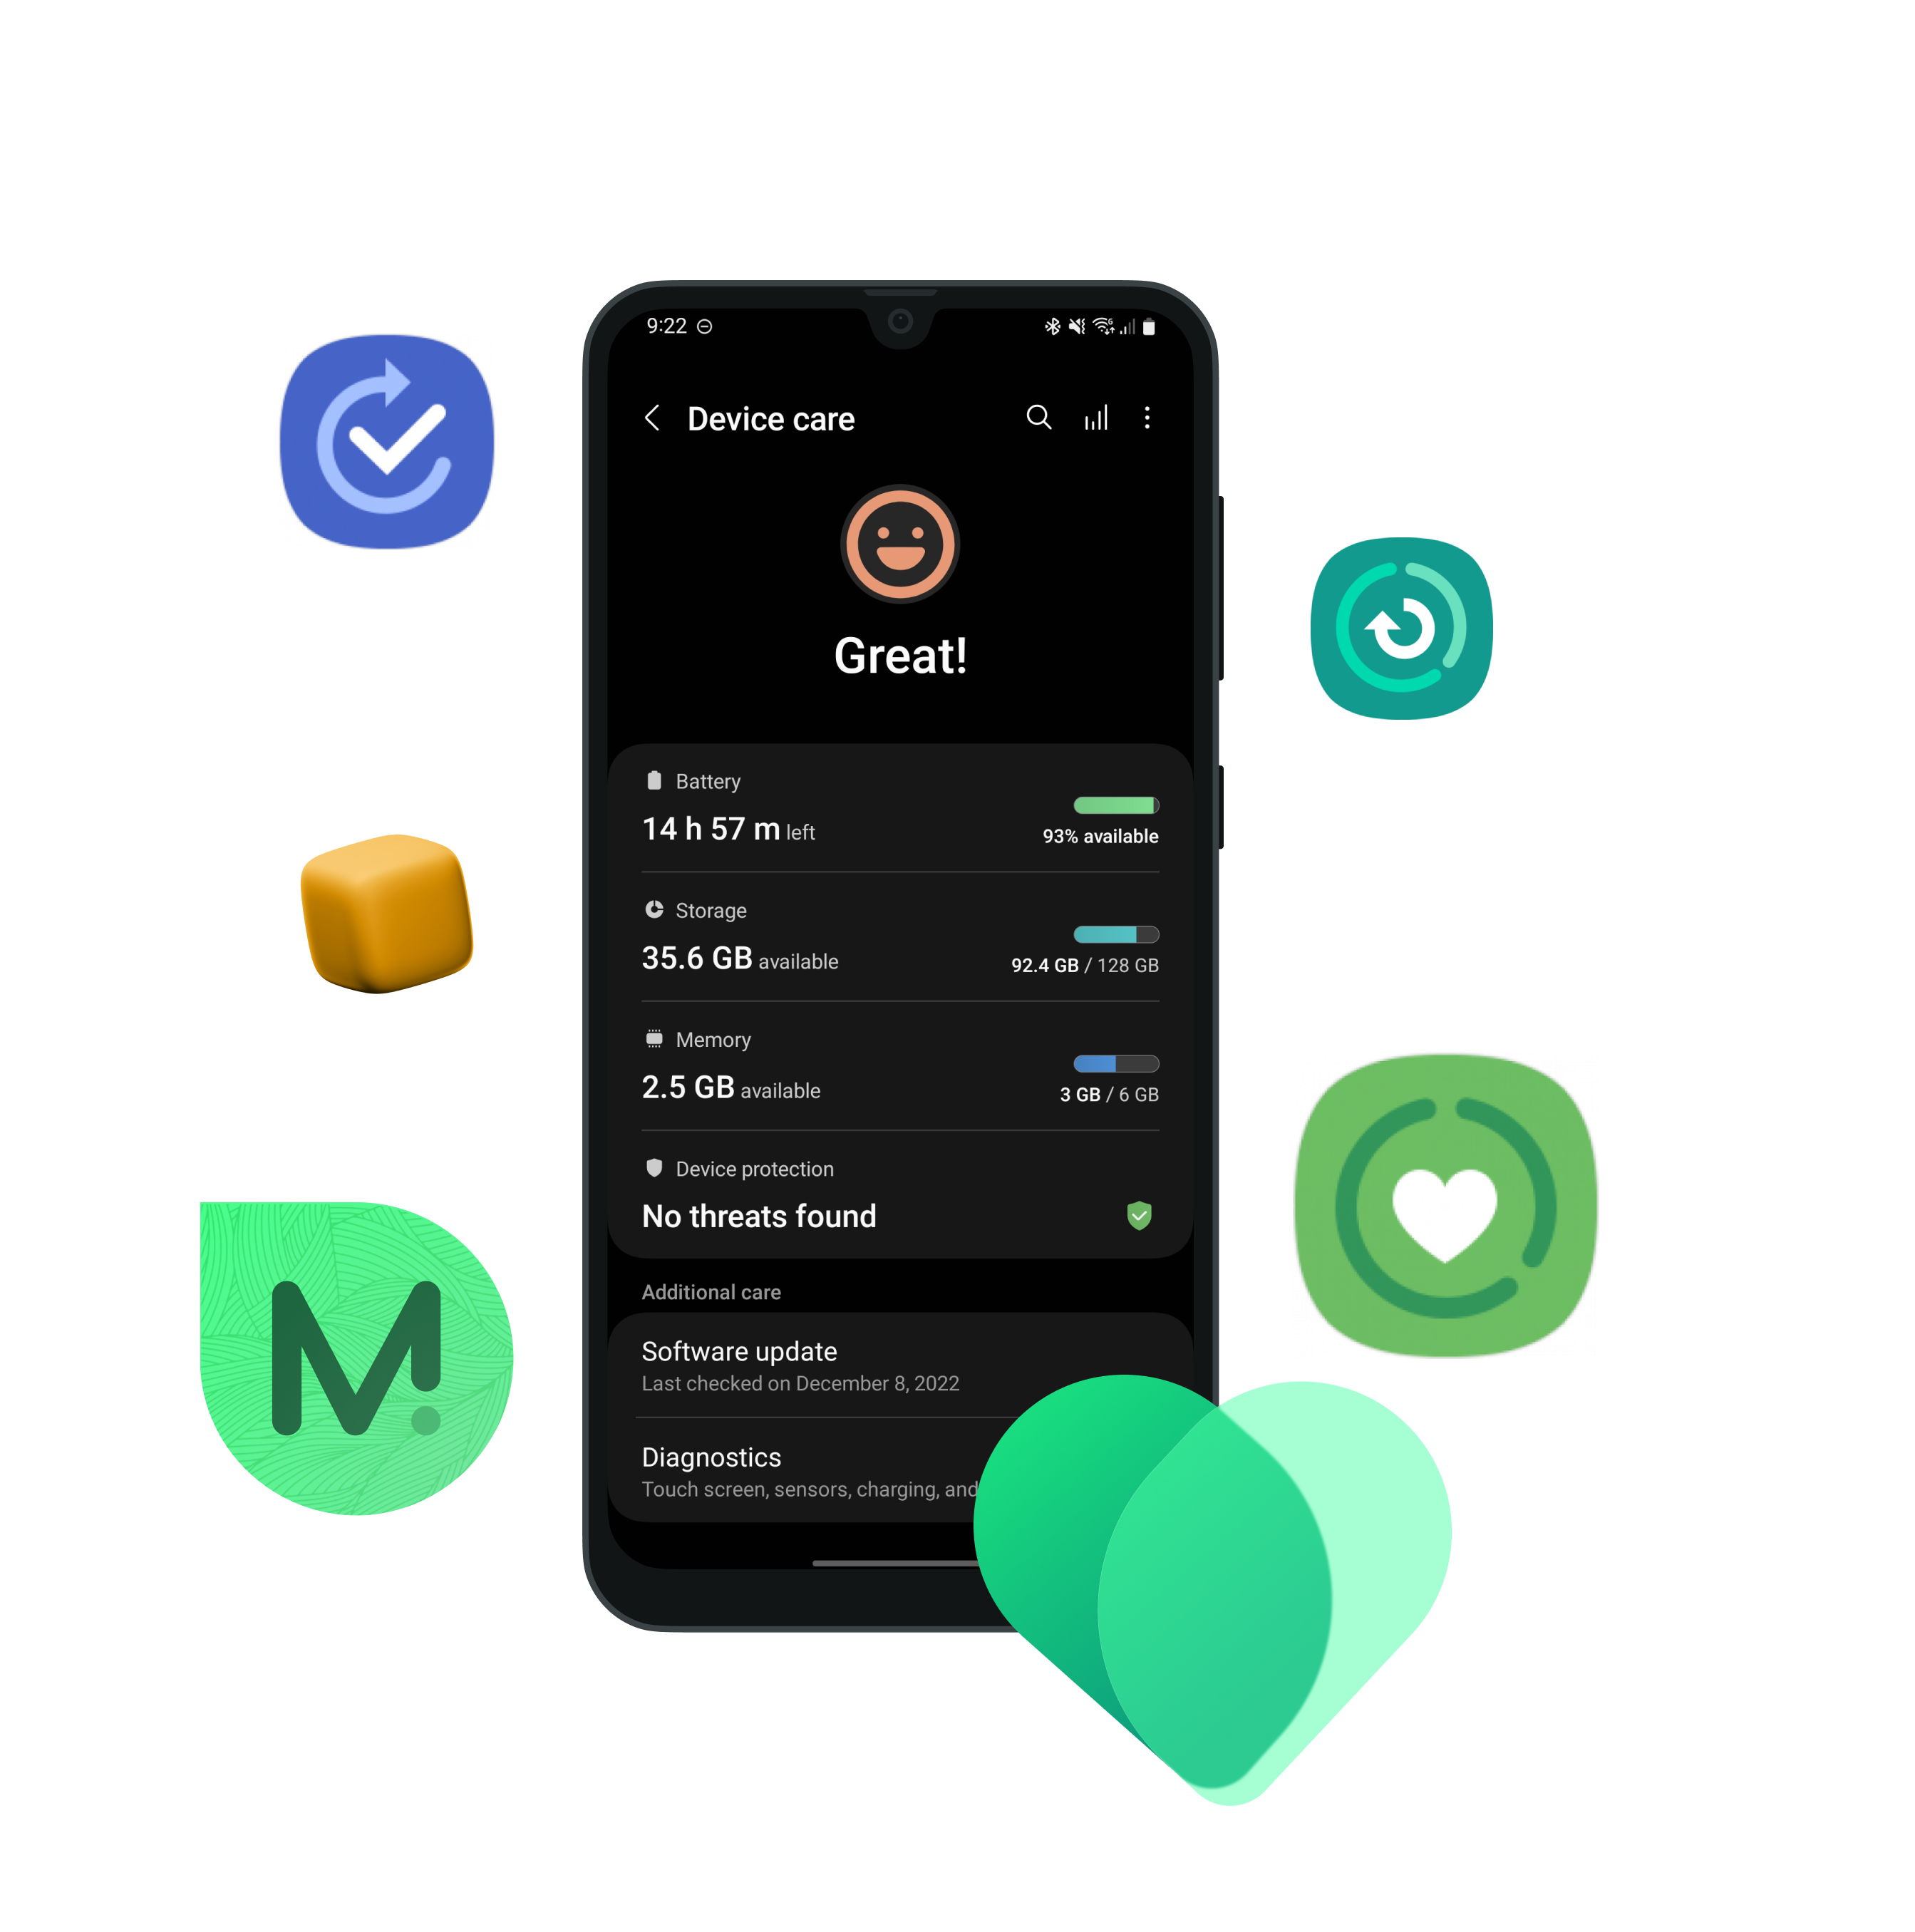 9:22
Device care
Great!
Battery
14 h 57 m left
93% available
Storage
35.6 GB available
92.4 GB / 128 GB
Memory
2.5 GB available
3 GB / 6 GB
Device protection
No threats found
Additional care
Software update
Last checked on December 8, 2022
Diagnostics
Touch screen, sensors, charging, and
M